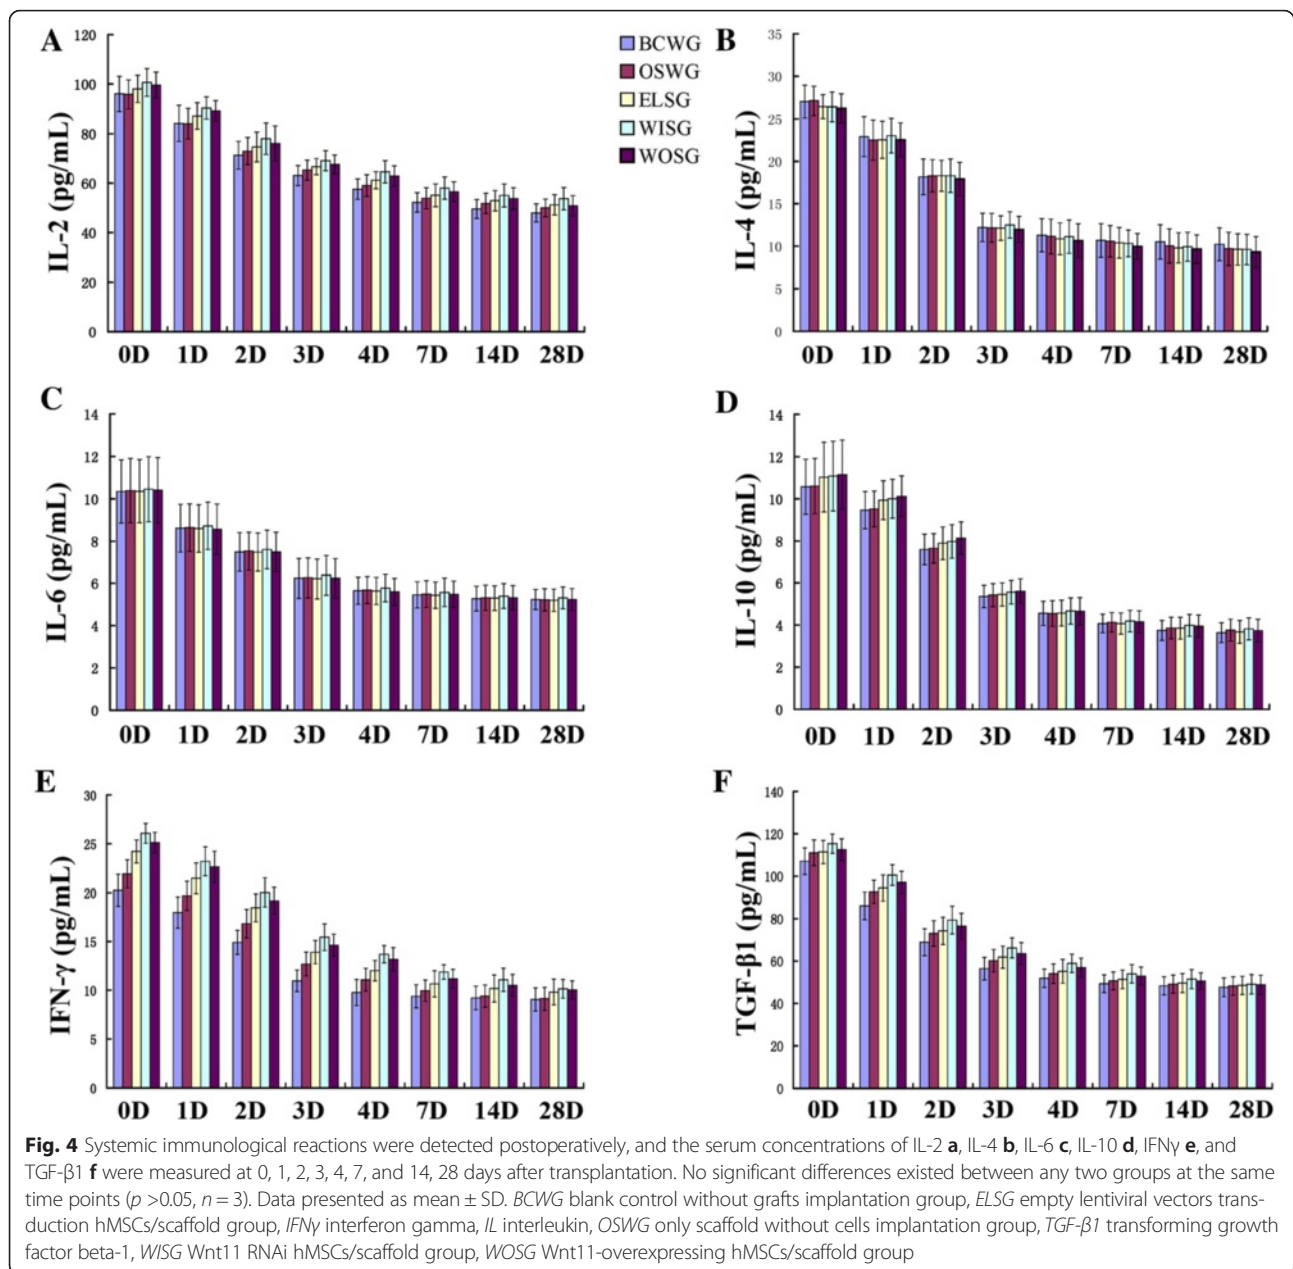 A
BCWG
OSWG
ELSG
WISG
WOSG
IL-2 (pg/mL)
120
100
80
60
40
20
0
0D 1D 2D 3D 4D 7D 14D 28D
B
IL-4 (pg/mL)
35
30
25
20
15
10
5
0
0D 1D 2D 3D 4D 7D 14D 28D
C
IL-6 (pg/mL)
14
12
10
8
6
4
2
0
0D 1D 2D 3D 4D 7D 14D 28D
D
IL-10 (pg/mL)
14
12
10
8
6
4
2
0
0D 1D 2D 3D 4D 7D 14D 28D
E
IFN-γ (pg/mL)
30
25
20
15
10
5
0
0D 1D 2D 3D 4D 7D 14D 28D
F
TGF-β1 (pg/mL)
140
120
100
80
60
40
20
0
0D 1D 2D 3D 4D 7D 14D 28D
Fig. 4 Systemic immunological reactions were detected postoperatively, and the serum concentrations of IL-2 a, IL-4 b, IL-6 c, IL-10 d, IFNγ e, and
TGF-β1 f were measured at 0, 1, 2, 3, 4, 7, and 14, 28 days after transplantation. No significant differences existed between any two groups at the same
time points (p >0.05, n = 3). Data presented as mean ± SD. BCWG blank control without grafts implantation group, ELSG empty lentiviral vectors trans-
duction hMSCs/scaffold group, IFNγ interferon gamma, IL interleukin, OSWG only scaffold without cells implantation group, TGF-β1 transforming growth
factor beta-1, WISG Wnt11 RNAi hMSCs/scaffold group, WOSG Wnt11-overexpressing hMSCs/scaffold group